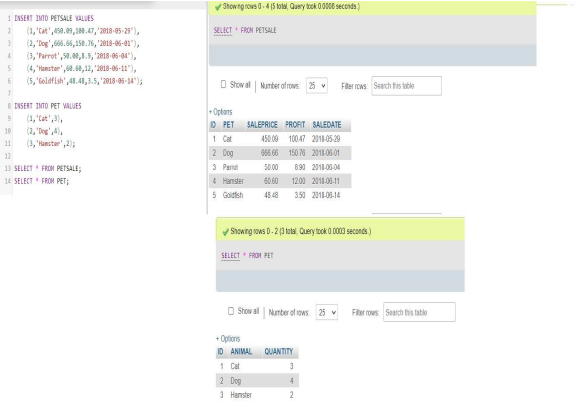 1 INSERT INTO PETSALE VALUES
2 (1,'Cat',450.09,100.47,'2018-05-29'),
3 (2,'Dog',666.66,150.76,'2018-06-01'),
4 (3,'Parrot',50.00,8.9,'2018-06-04'),
5 (4,'Hamster',60.60,12,'2018-06-11'),
6 (5,'Goldfish',48.48,3.5,'2018-06-14');
7
8 INSERT INTO PET VALUES
9 (1,'Cat',3),
10 (2,'Dog',4),
11 (3,'Hamster',2);
12
13 SELECT * FROM PETSALE;
14 SELECT * FROM PET;
Showing rows 0 - 4 (5 total, Query took 0.0006 seconds.)
SELECT * FROM PETSALE
Show all | Number of rows: 25 Filter rows: Search this table
+ Options
ID PET SALEPRICE PROFIT SALEDATE
1 Cat 450.09 100.47 2018-05-29
2 Dog 666.66 150.76 2018-06-01
3 Parrot 50.00 8.90 2018-06-04
4 Hamster 60.60 12.00 2018-06-11
5 Goldfish 48.48 3.50 2018-06-14
Showing rows 0 - 2 (3 total, Query took 0.0003 seconds.)
SELECT * FROM PET
Show all | Number of rows: 25 Filter rows: Search this table
+ Options
ID ANIMAL QUANTITY
1 Cat 3
2 Dog 4
3 Hamster 2